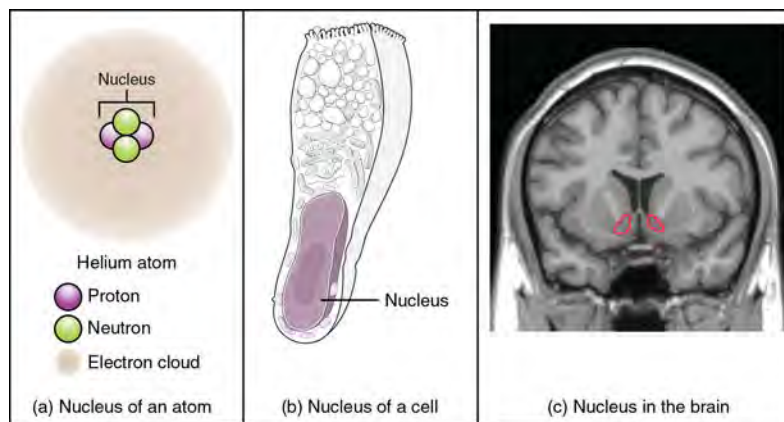 Nucleus
Helium atom
Proton
Neutron
Electron cloud
(a) Nucleus of an atom
Nucleus
(b) Nucleus of a cell
(c) Nucleus in the brain